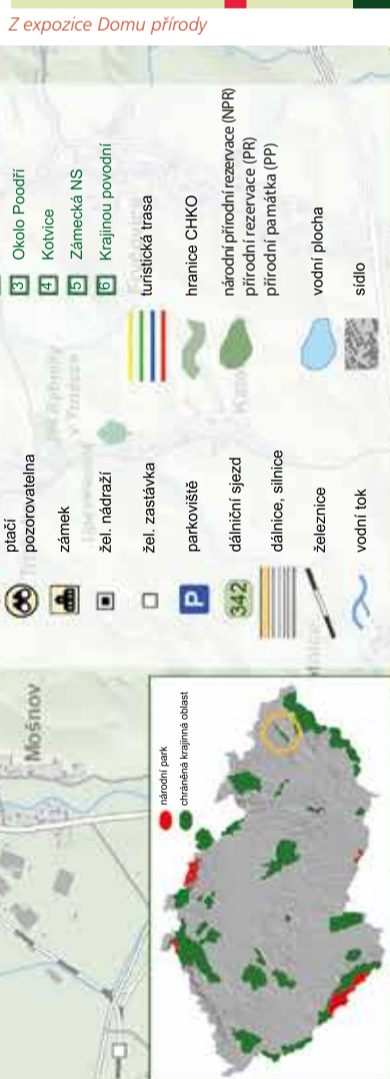 Z expozice Domu přírody
3 Okolo Poodří
4 Kotvice
5 Zámecká NS
6 Krajinou povodní
turistická trasa
hranice CHKO
národní přírodní rezervace (NPR)
přírodní rezervace (PR)
přírodní památka (PP)
vodní plocha
sídlo
ptačí
pozorovatelna
zámek
žel. nádraží
žel. zastávka
P parkoviště
342 dálniční sjezd
dálnice, silnice
železnice
vodní tok
Mošnov
národní park
chráněná krajinná oblast